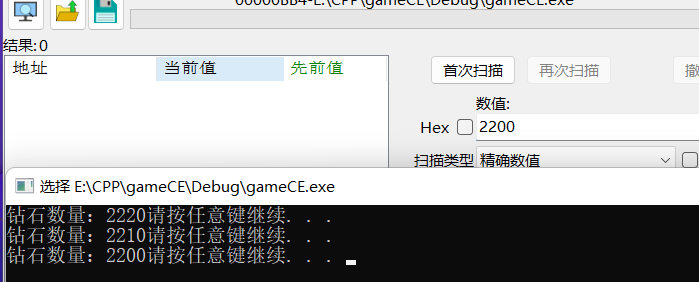 00000BB4-E:\CPP\gameCE\Debug\gameCE.exe
结果: 0
地址 当前值 先前值
首次扫描 再次扫描 撤
数值:
Hex 2200
扫描类型 精确数值
选择 E:\CPP\gameCE\Debug\gameCE.exe
钻石数量：2220请按任意键继续. . .
钻石数量：2210请按任意键继续. . .
钻石数量：2200请按任意键继续. . .